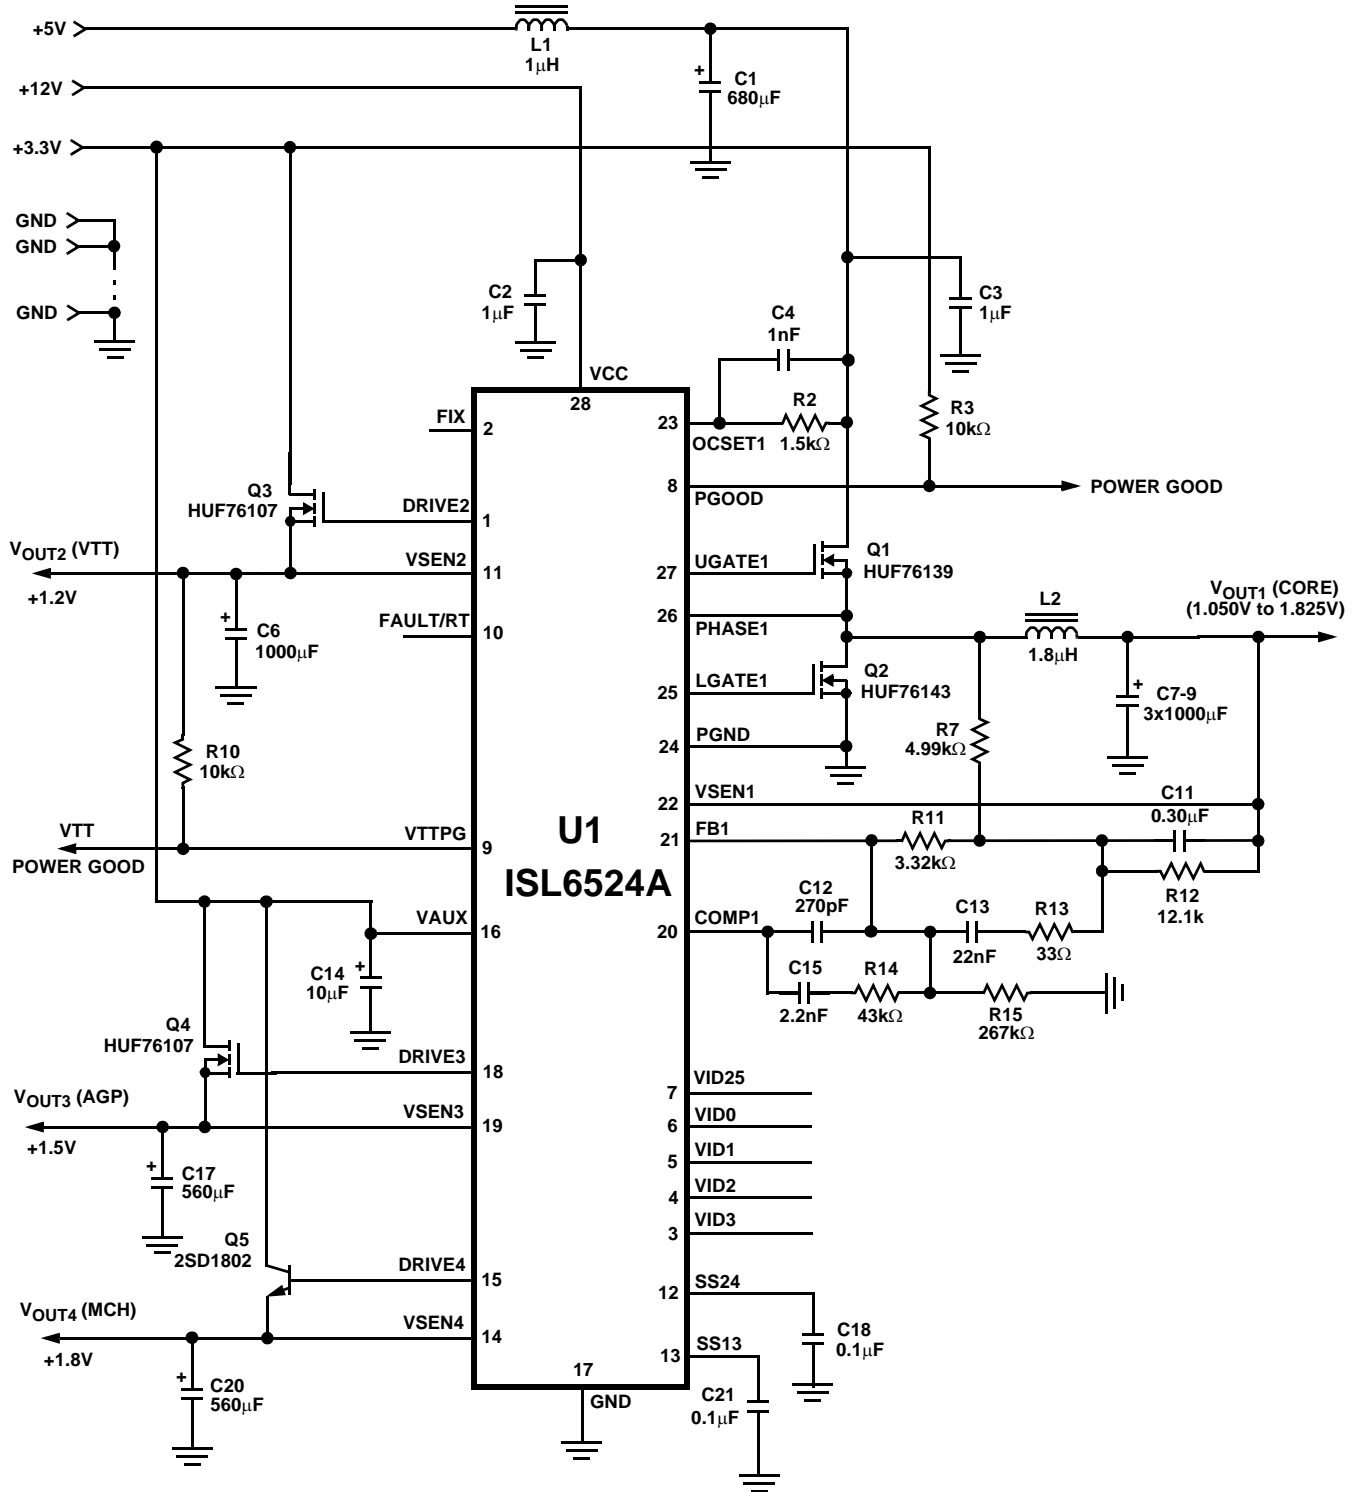 +5V
L1
1μH
+
C1
680μF
+12V
+3.3V
GND
GND
GND
C2
1μF
C3
1μF
C4
1nF
VCC
28
FIX
2
23
OCSET1
R2
1.5kΩ
R3
10kΩ
8
PGOOD
POWER GOOD
Q3
HUF76107
DRIVE2
1
VOUT2 (VTT)
+1.2V
VSEN2
11
27
UGATE1
Q1
HUF76139
+
C6
1000μF
FAULT/RT
10
26
PHASE1
L2
1.8μH
VOUT1 (CORE)
(1.050V to 1.825V)
25
LGATE1
Q2
HUF76143
+
C7-9
3x1000μF
24
PGND
R7
4.99kΩ
R10
10kΩ
22
VSEN1
C11
0.30μF
VTT
POWER GOOD
VTTPG
9
U1
ISL6524A
21
FB1
R11
3.32kΩ
R12
12.1k
VAUX
16
20
COMP1
C12
270pF
C13
22nF
R13
33Ω
+
C14
10μF
C15
2.2nF
R14
43kΩ
R15
267kΩ
Q4
HUF76107
DRIVE3
18
VOUT3 (AGP)
+1.5V
VSEN3
19
7
VID25
6
VID0
5
VID1
4
VID2
3
VID3
+
C17
560μF
Q5
2SD1802
DRIVE4
15
12
SS24
C18
0.1μF
VOUT4 (MCH)
+1.8V
VSEN4
14
13
SS13
C21
0.1μF
+
C20
560μF
17
GND